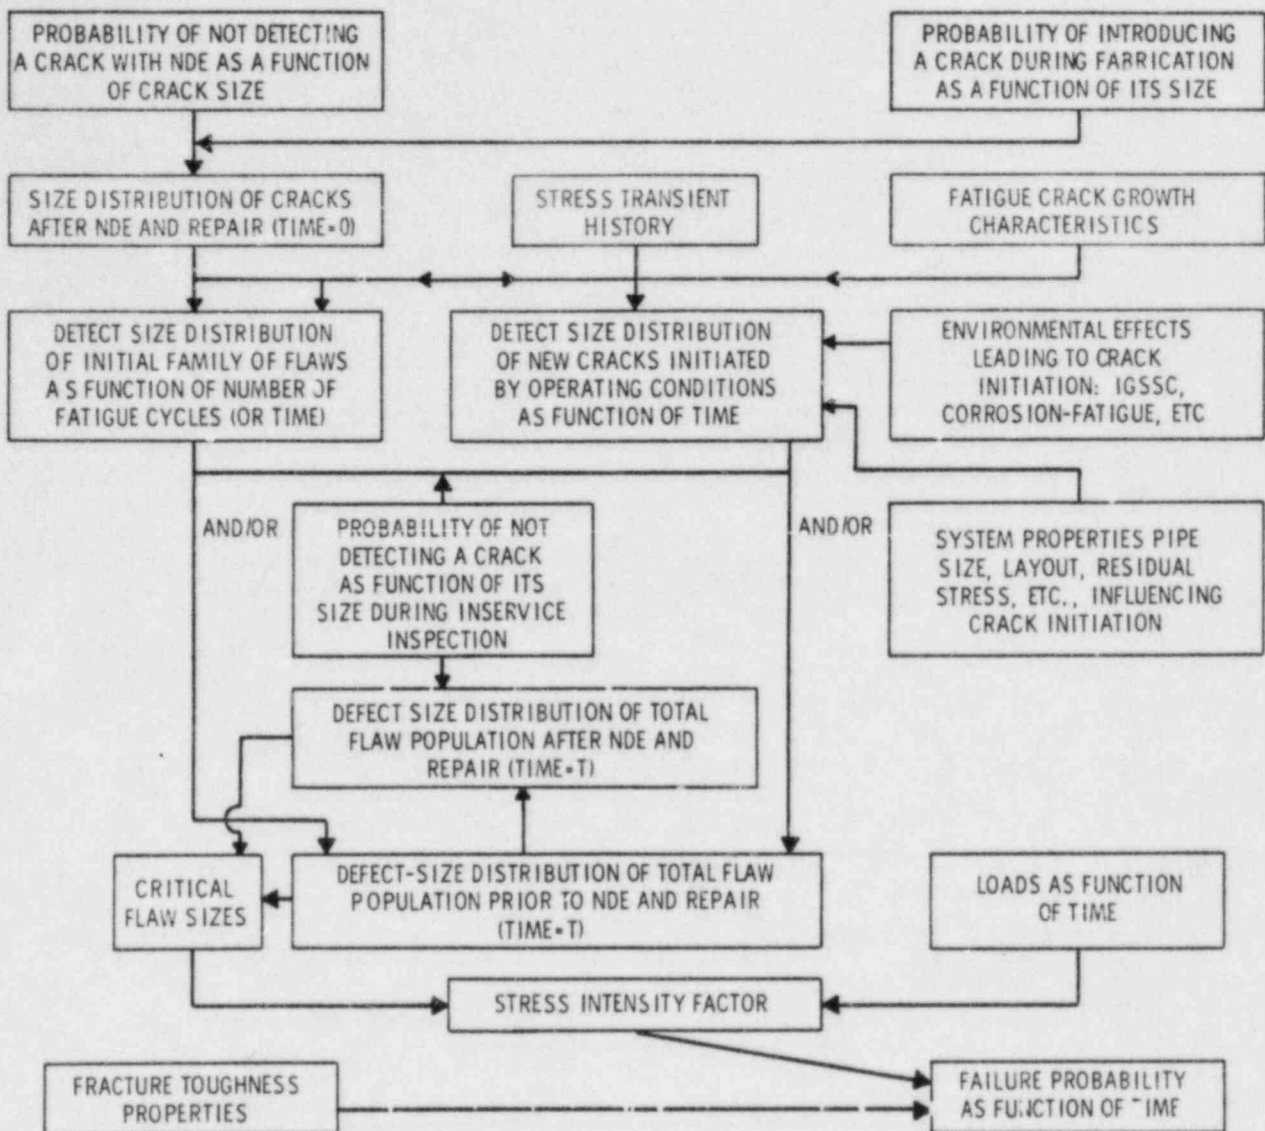 PROBABILITY OF NOT DETECTING
A CRACK WITH NDE AS A FUNCTION
OF CRACK SIZE
PROBABILITY OF INTRODUCING
A CRACK DURING FABRICATION
AS A FUNCTION OF ITS SIZE
SIZE DISTRIBUTION OF CRACKS
AFTER NDE AND REPAIR (TIME=0)
STRESS TRANSIENT
HISTORY
FATIGUE CRACK GROWTH
CHARACTERISTICS
DETECT SIZE DISTRIBUTION
OF INITIAL FAMILY OF FLAWS
AS FUNCTION OF NUMBER OF
FATIGUE CYCLES (OR TIME)
DETECT SIZE DISTRIBUTION
OF NEW CRACKS INITIATED
BY OPERATING CONDITIONS
AS FUNCTION OF TIME
ENVIRONMENTAL EFFECTS
LEADING TO CRACK
INITIATION: IGSSC,
CORROSION-FATIGUE, ETC
AND/OR
PROBABILITY OF NOT
DETECTING A CRACK
AS FUNCTION OF ITS
SIZE DURING INSERVICE
INSPECTION
AND/OR
SYSTEM PROPERTIES PIPE
SIZE, LAYOUT, RESIDUAL
STRESS, ETC., INFLUENCING
CRACK INITIATION
DEFECT SIZE DISTRIBUTION OF TOTAL
FLAW POPULATION AFTER NDE AND
REPAIR (TIME=T)
CRITICAL
FLAW SIZES
DEFECT-SIZE DISTRIBUTION OF TOTAL FLAW
POPULATION PRIOR TO NDE AND REPAIR
(TIME=T)
LOADS AS FUNCTION
OF TIME
STRESS INTENSITY FACTOR
FRACTURE TOUGHNESS
PROPERTIES
FAILURE PROBABILITY
AS FUNCTION OF TIME